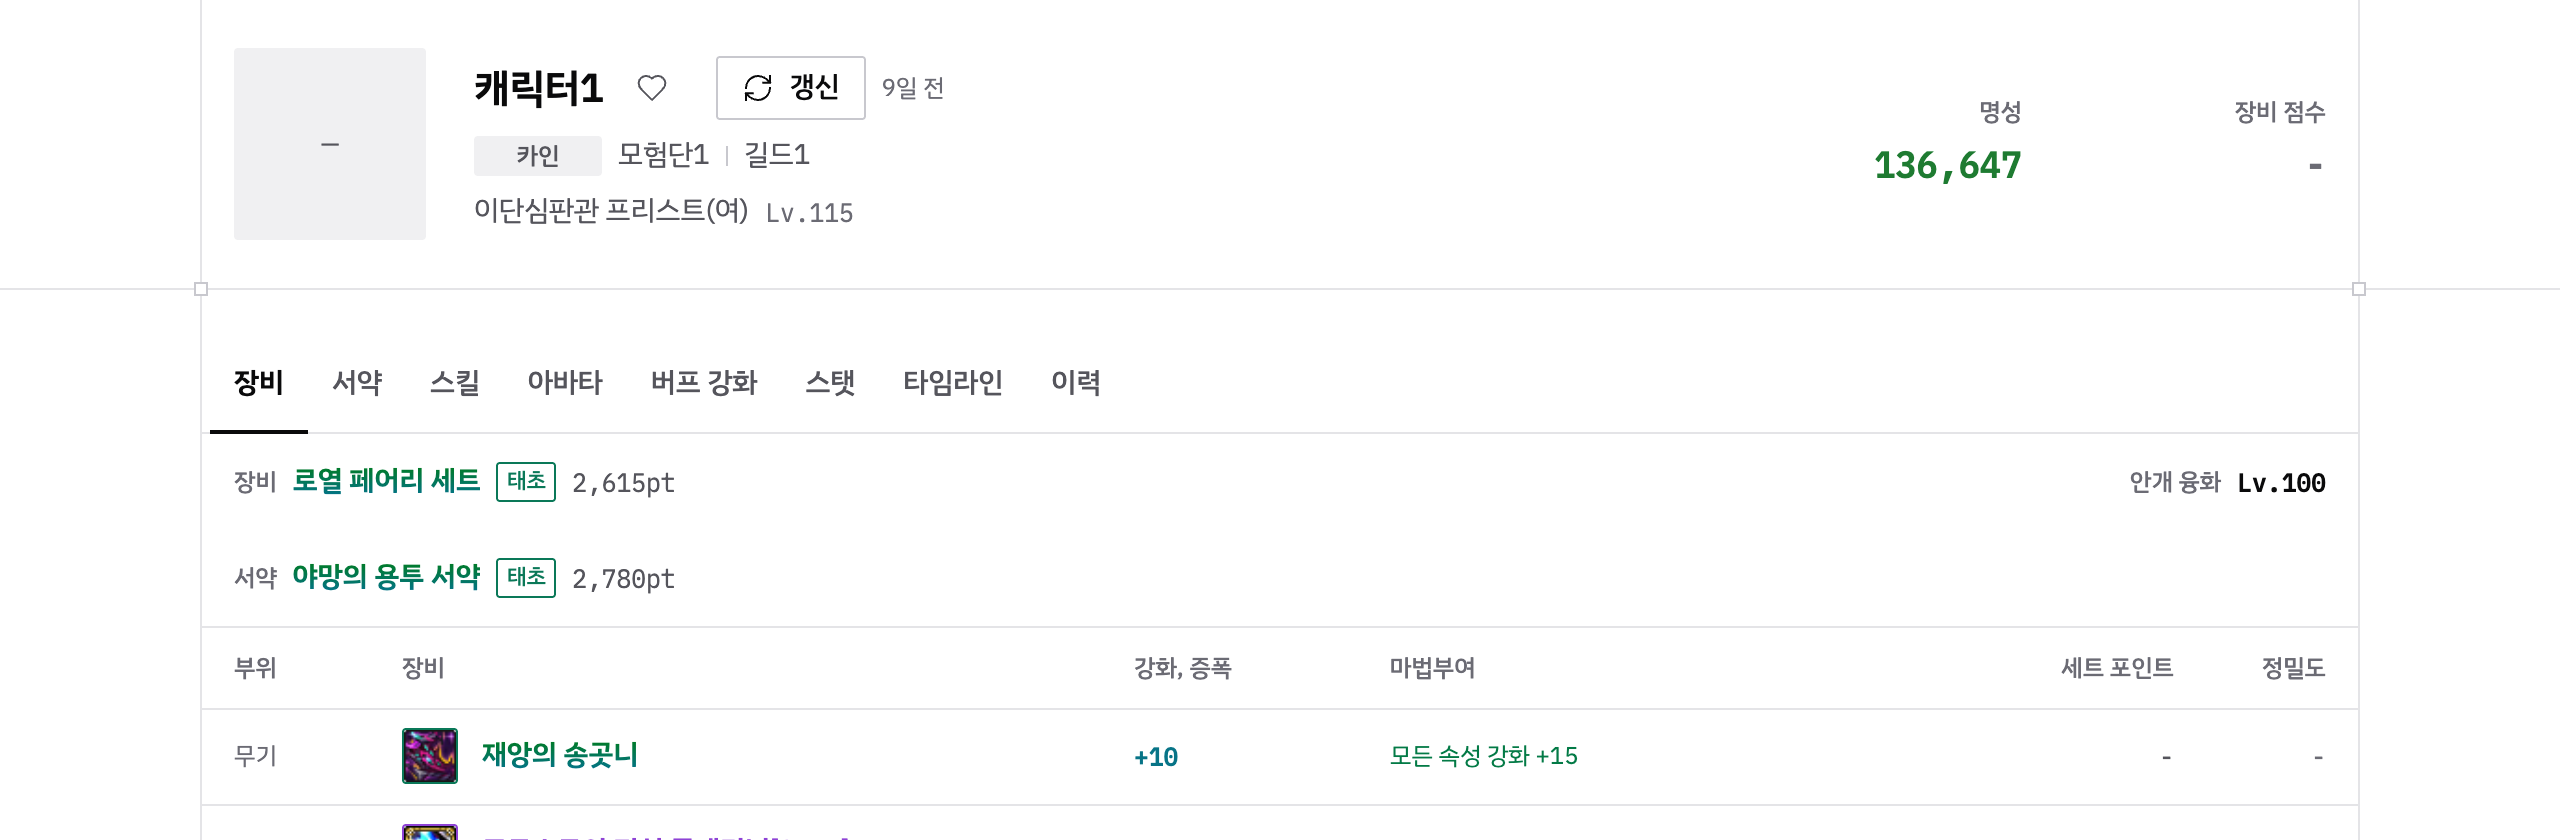 캐릭터1 갱신 9일 전
카인 모험단1 길드1
이단심판관 프리스트(여) Lv.115
명성 장비 점수
136,647 -
장비 서약 스킬 아바타 버프 강화 스탯 타임라인 이력
장비 로열 페어리 세트 태초 2,615pt 안개 융화 Lv.100
서약 야망의 용투 서약 태초 2,780pt
부위 장비 강화, 증폭 마법부여 세트 포인트 정밀도
무기 재앙의 송곳니 +10 모든 속성 강화 +15 - -